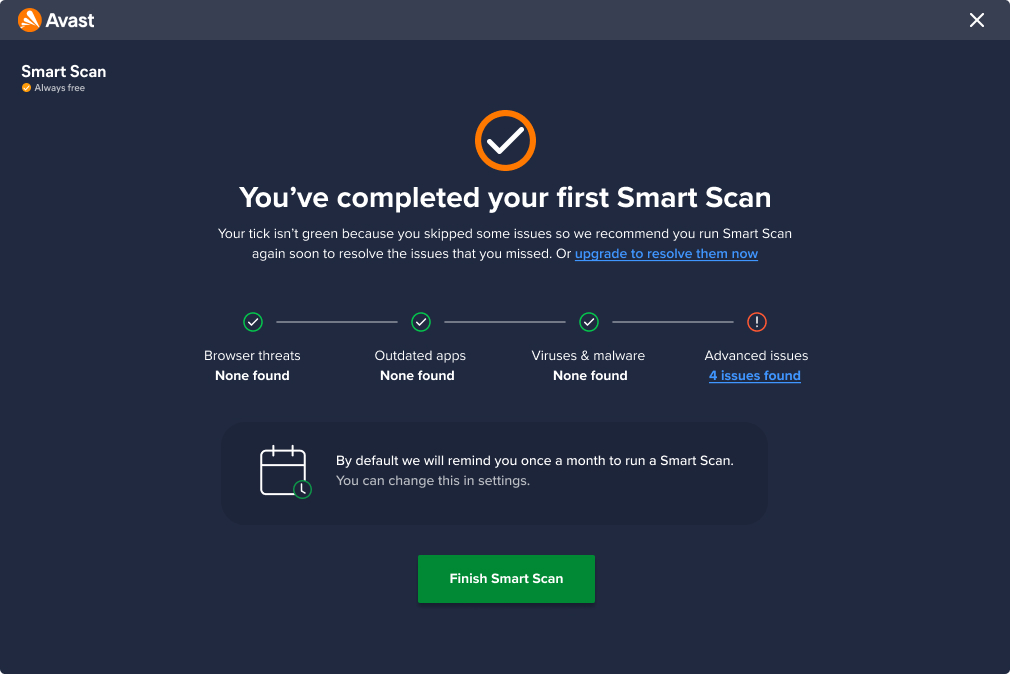 Avast
Smart Scan
Always free
You’ve completed your first Smart Scan
Your tick isn’t green because you skipped some issues so we recommend you run Smart Scan
again soon to resolve the issues that you missed. Or upgrade to resolve them now
Browser threats
None found
Outdated apps
None found
Viruses & malware
None found
Advanced issues
4 issues found
By default we will remind you once a month to run a Smart Scan.
You can change this in settings.
Finish Smart Scan